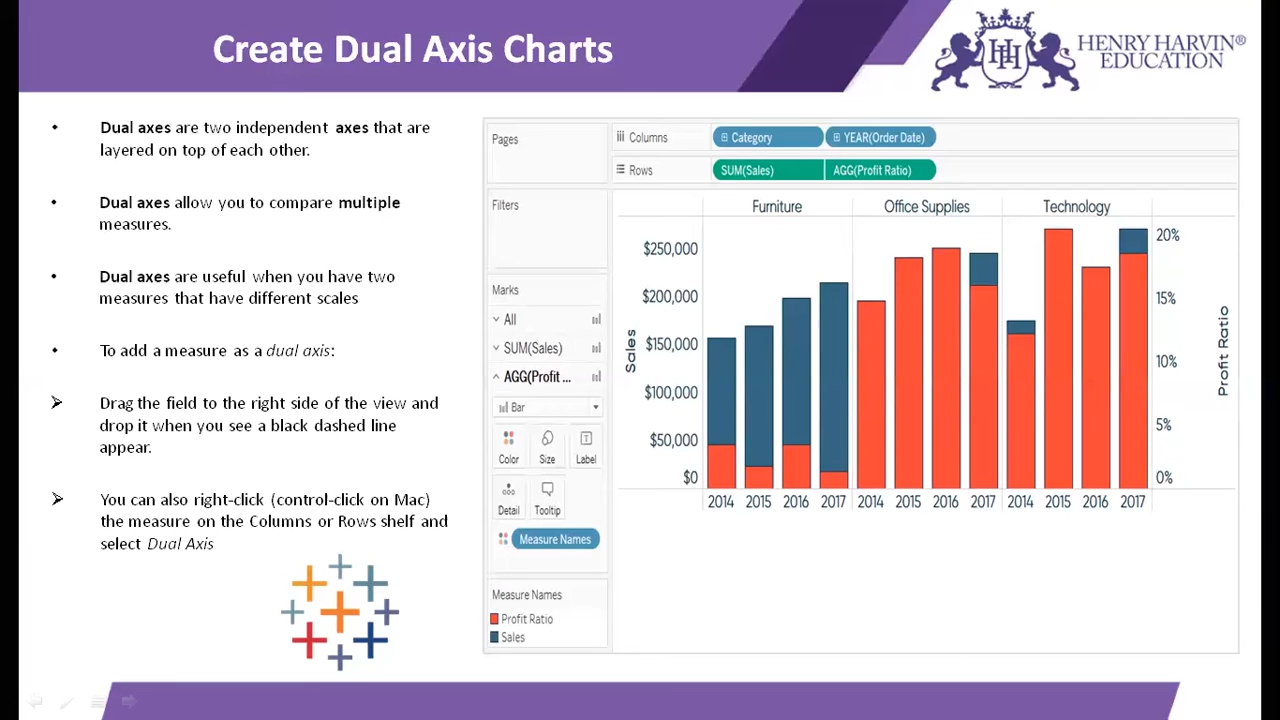 Create Dual Axis Charts
HENRY HARVIN®
EDUCATION
• Dual axes are two independent axes that are
layered on top of each other.
• Dual axes allow you to compare multiple
measures.
• Dual axes are useful when you have two
measures that have different scales
• To add a measure as a dual axis:
➢ Drag the field to the right side of the view and
drop it when you see a black dashed line
appear.
➢ You can also right-click (control-click on Mac)
the measure on the Columns or Rows shelf and
select Dual Axis
Pages
Filters
Marks
All
SUM(Sales)
AGG(Profit ...
Bar
Color Size Label
Detail Tooltip
Measure Names
Measure Names
Profit Ratio
Sales
Columns Category YEAR(Order Date)
Rows SUM(Sales) AGG(Profit Ratio)
Furniture Office Supplies Technology
$250,000
$200,000
$150,000
$100,000
$50,000
$0
Sales
20%
15%
10%
5%
0%
Profit Ratio
2014 2015 2016 2017 2014 2015 2016 2017 2014 2015 2016 2017